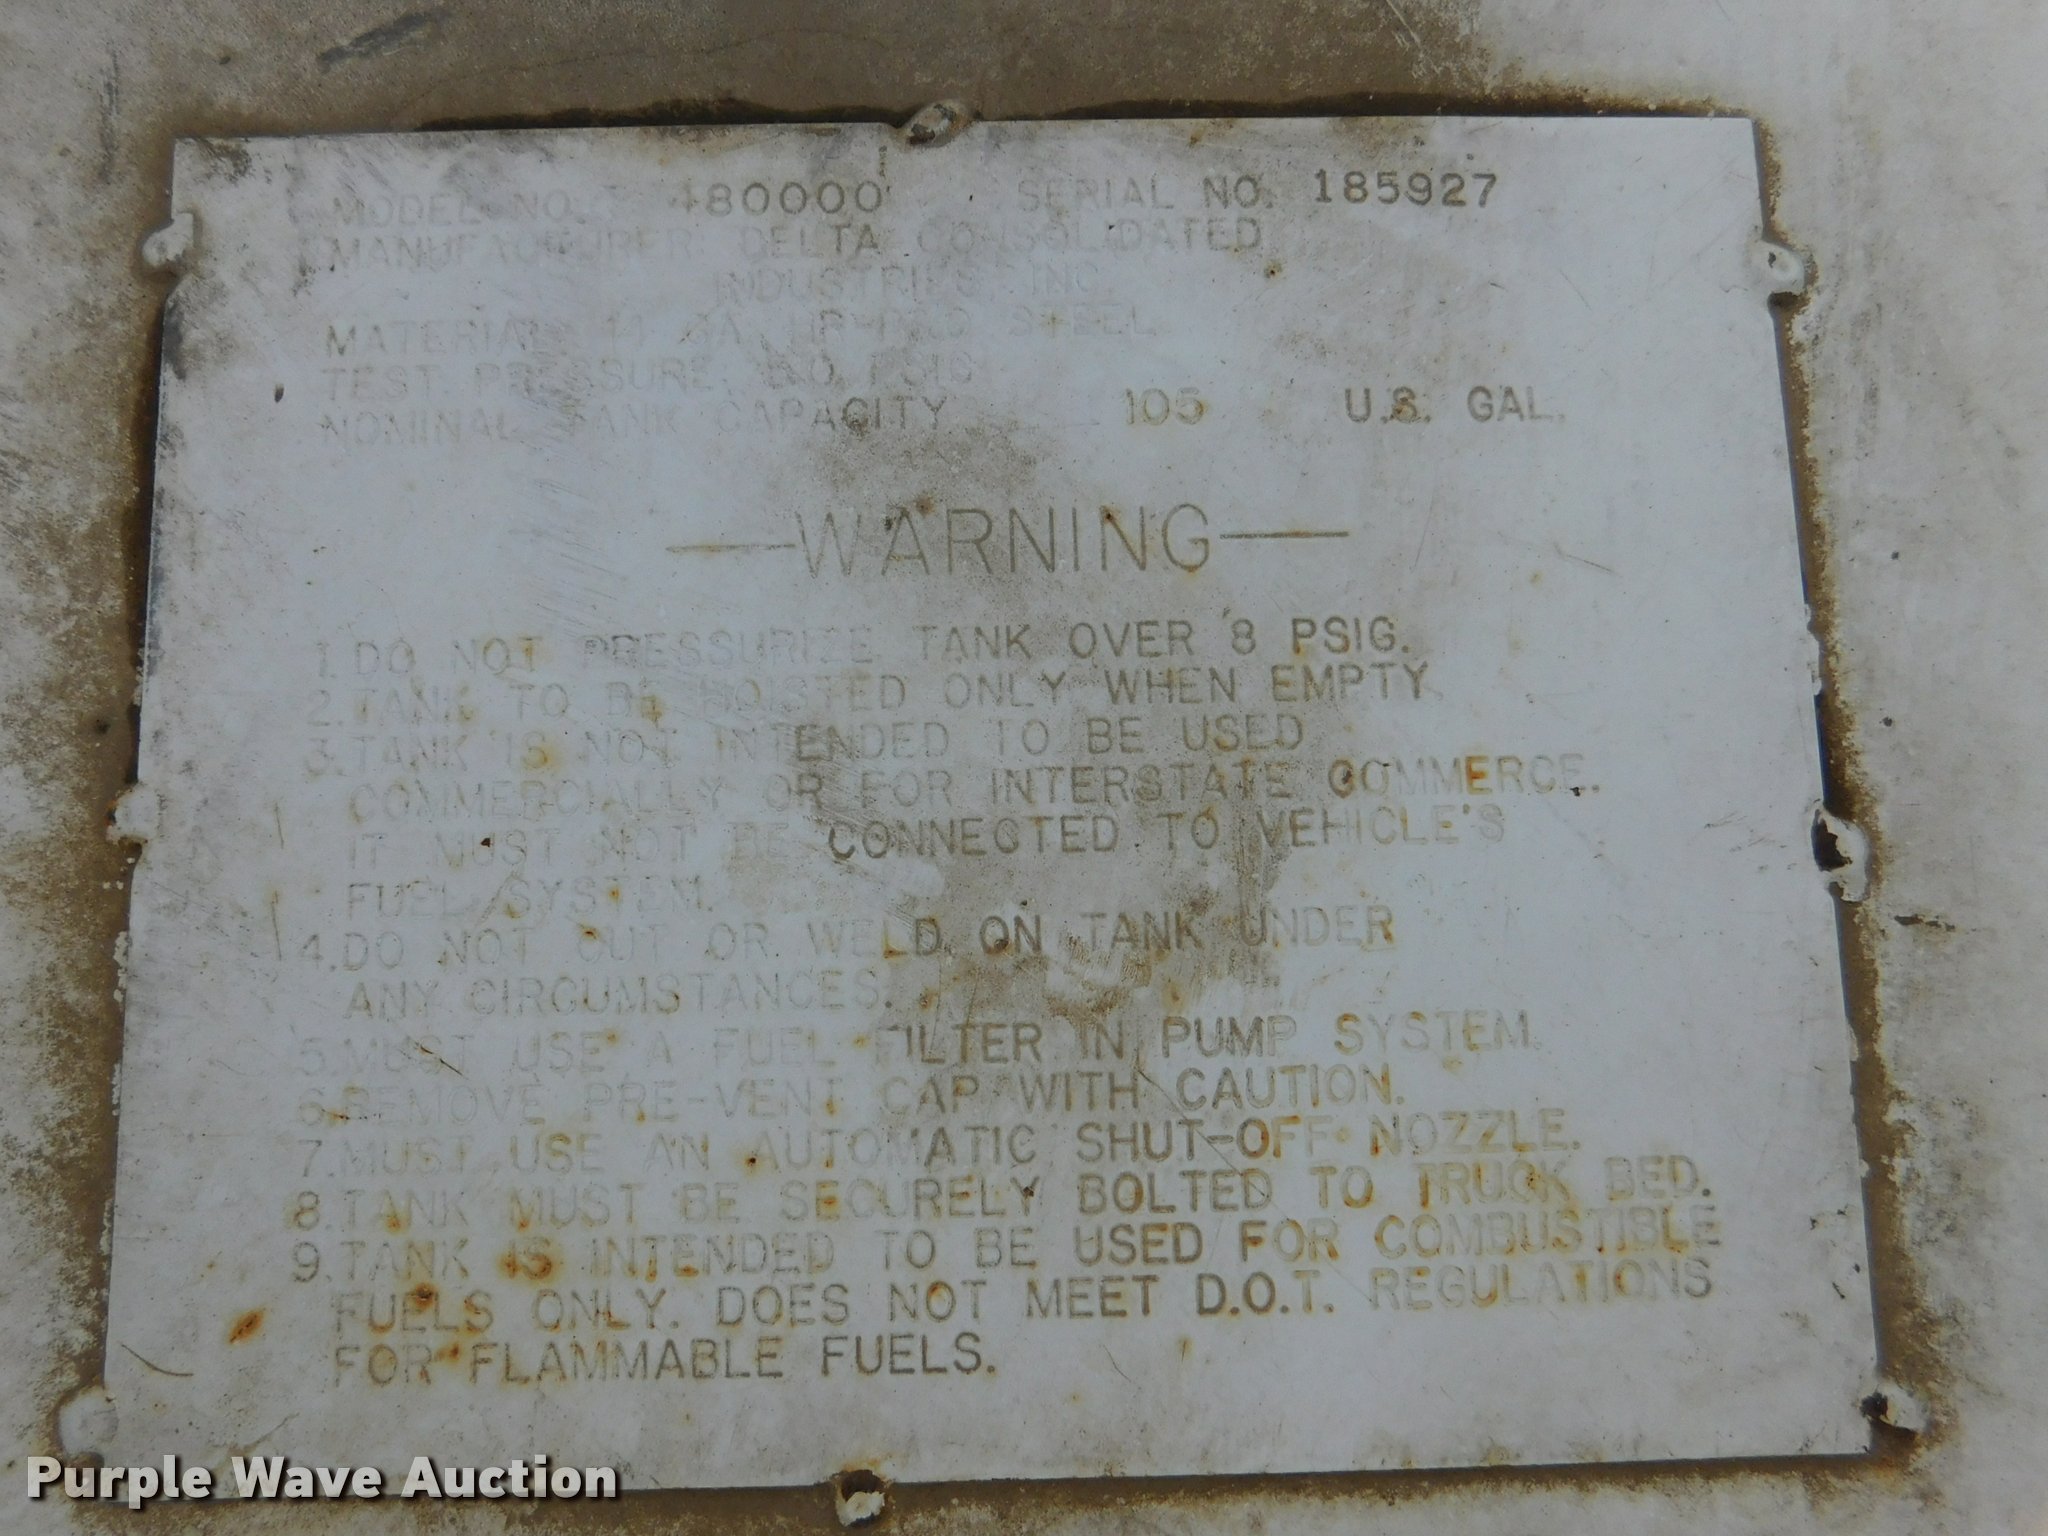 MODEL NO. 480000 SERIAL NO. 185927
MANUFACTURER: DELTA CONSOLIDATED
INDUSTRIES, INC.
MATERIAL: 11 GA. STEEL
TEST PRESSURE: PSIG
NOMINAL TANK CAPACITY 105 U.S. GAL.
—WARNING—
1. DO NOT PRESSURIZE TANK OVER 8 PSIG.
2. TANK TO BE HOISTED ONLY WHEN EMPTY.
3. TANK IS NOT INTENDED TO BE USED
COMMERCIALLY OR FOR INTERSTATE COMMERCE.
IT MUST NOT BE CONNECTED TO VEHICLE'S
FUEL SYSTEM.
4. DO NOT CUT OR WELD ON TANK UNDER
ANY CIRCUMSTANCES.
5. MUST USE A FUEL FILTER IN PUMP SYSTEM.
6. REMOVE PRE-VENT CAP WITH CAUTION.
7. MUST USE AN AUTOMATIC SHUT-OFF NOZZLE.
8. TANK MUST BE SECURELY BOLTED TO TRUCK BED.
9. TANK IS INTENDED TO BE USED FOR COMBUSTIBLE
FUELS ONLY. DOES NOT MEET D.O.T. REGULATIONS
FOR FLAMMABLE FUELS.
Purple Wave Auction